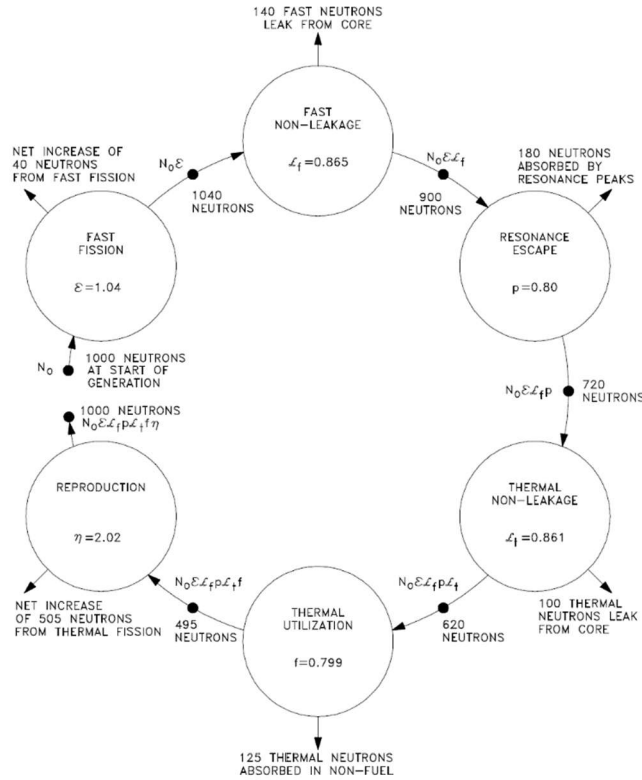 140 FAST NEUTRONS
LEAK FROM CORE
FAST
NON-LEAKAGE
ℒf=0.865
N₀ε
1040
NEUTRONS
N₀εℒf
900
NEUTRONS
180 NEUTRONS
ABSORBED BY
RESONANCE PEAKS
NET INCREASE OF
40 NEUTRONS
FROM FAST FISSION
FAST
FISSION
ε=1.04
RESONANCE
ESCAPE
p=0.80
N₀
1000 NEUTRONS
AT START OF
GENERATION
N₀εℒfp
720
NEUTRONS
1000 NEUTRONS
N₀εℒfpℒtfη
REPRODUCTION
η=2.02
THERMAL
NON-LEAKAGE
ℒt=0.861
NET INCREASE
OF 505 NEUTRONS
FROM THERMAL FISSION
N₀εℒfpℒtf
495
NEUTRONS
THERMAL
UTILIZATION
f=0.799
N₀εℒfpℒt
620
NEUTRONS
100 THERMAL
NEUTRONS LEAK
FROM CORE
125 THERMAL NEUTRONS
ABSORBED IN NON-FUEL